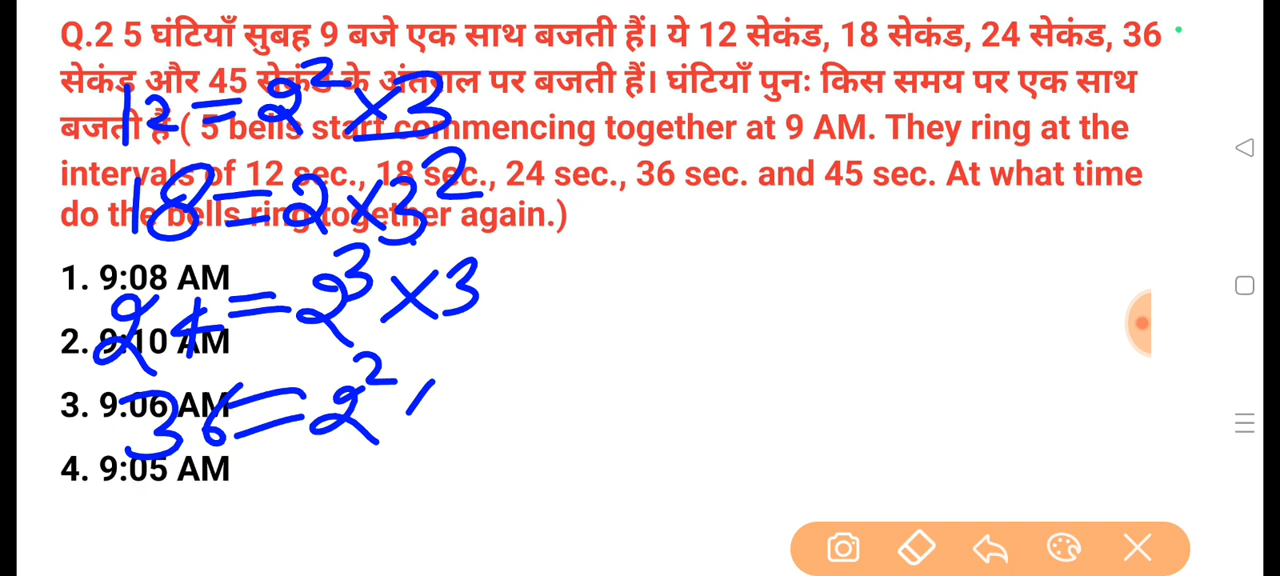 Q.2 5 घंटियाँ सुबह 9 बजे एक साथ बजती हैं। ये 12 सेकंड, 18 सेकंड, 24 सेकंड, 36
सेकंड और 45 सेकंड के अंतराल पर बजती हैं। घंटियाँ पुनः किस समय पर एक साथ
बजती है ( 5 bells start commencing together at 9 AM. They ring at the
intervals of 12 sec., 18 sec., 24 sec., 36 sec. and 45 sec. At what time
do the bells ring together again.)
1. 9:08 AM
2. 9:10 AM
3. 9:06 AM
4. 9:05 AM
12 = 2² × 3
18 = 2 × 3²
24 = 2³ × 3
36 = 2²